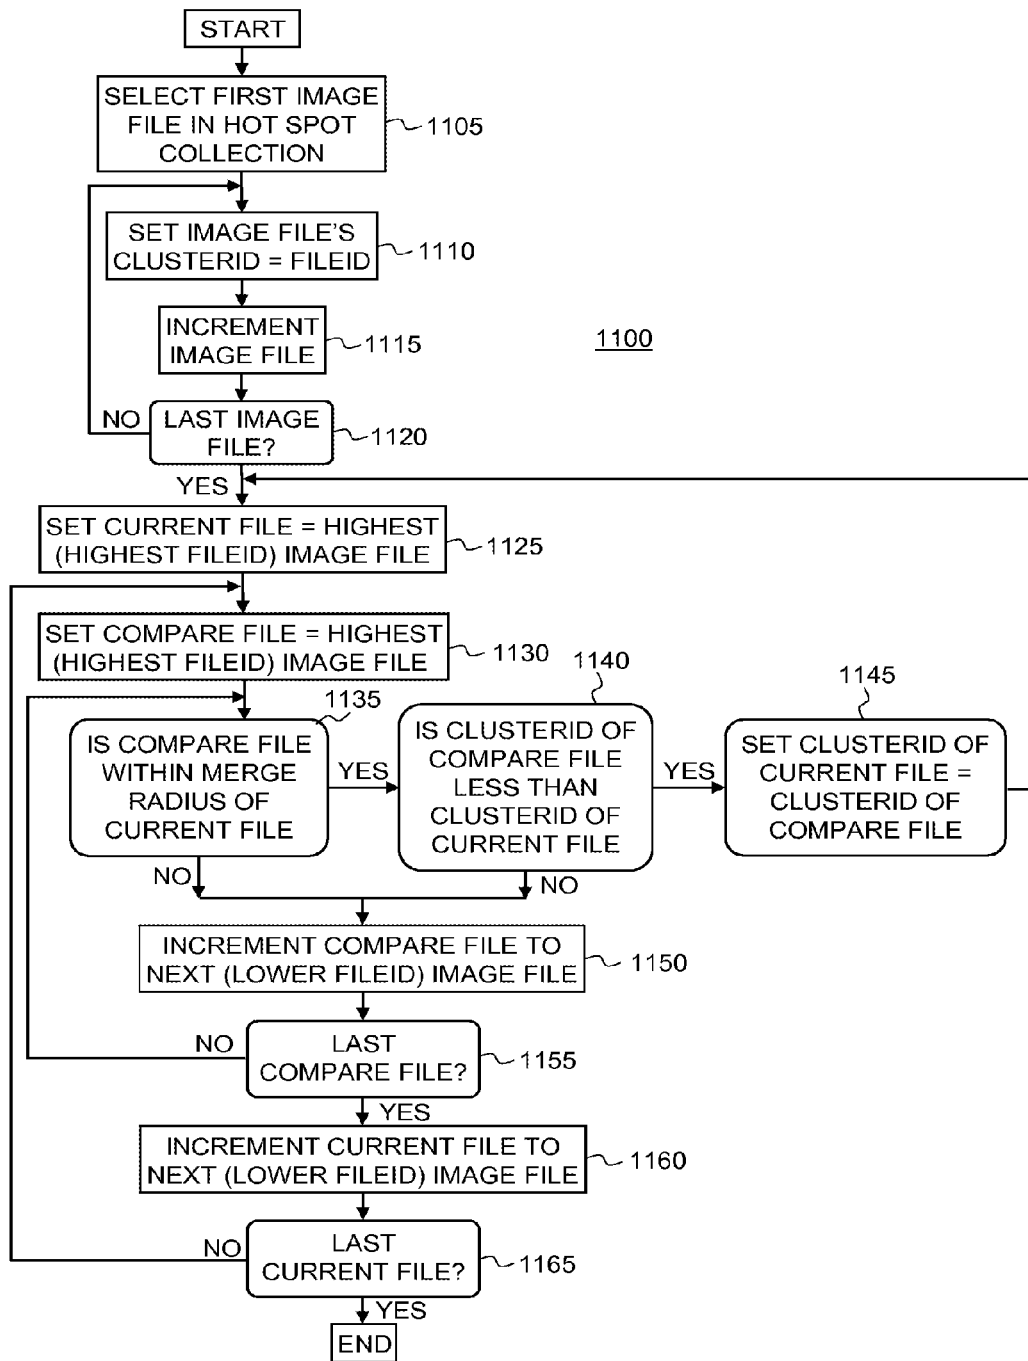 START
SELECT FIRST IMAGE
FILE IN HOT SPOT
COLLECTION
1105
SET IMAGE FILE'S
CLUSTERID = FILEID
1110
INCREMENT
IMAGE FILE
1115
1100
NO
LAST IMAGE
FILE?
1120
YES
SET CURRENT FILE = HIGHEST
(HIGHEST FILEID) IMAGE FILE
1125
SET COMPARE FILE = HIGHEST
(HIGHEST FILEID) IMAGE FILE
1130
1135
IS COMPARE FILE
WITHIN MERGE
RADIUS OF
CURRENT FILE
YES
NO
1140
IS CLUSTERID OF
COMPARE FILE
LESS THAN
CLUSTERID OF
CURRENT FILE
YES
NO
1145
SET CLUSTERID OF
CURRENT FILE =
CLUSTERID OF
COMPARE FILE
INCREMENT COMPARE FILE TO
NEXT (LOWER FILEID) IMAGE FILE
1150
NO
LAST
COMPARE FILE?
1155
YES
INCREMENT CURRENT FILE TO
NEXT (LOWER FILEID) IMAGE FILE
1160
NO
LAST
CURRENT FILE?
1165
YES
END